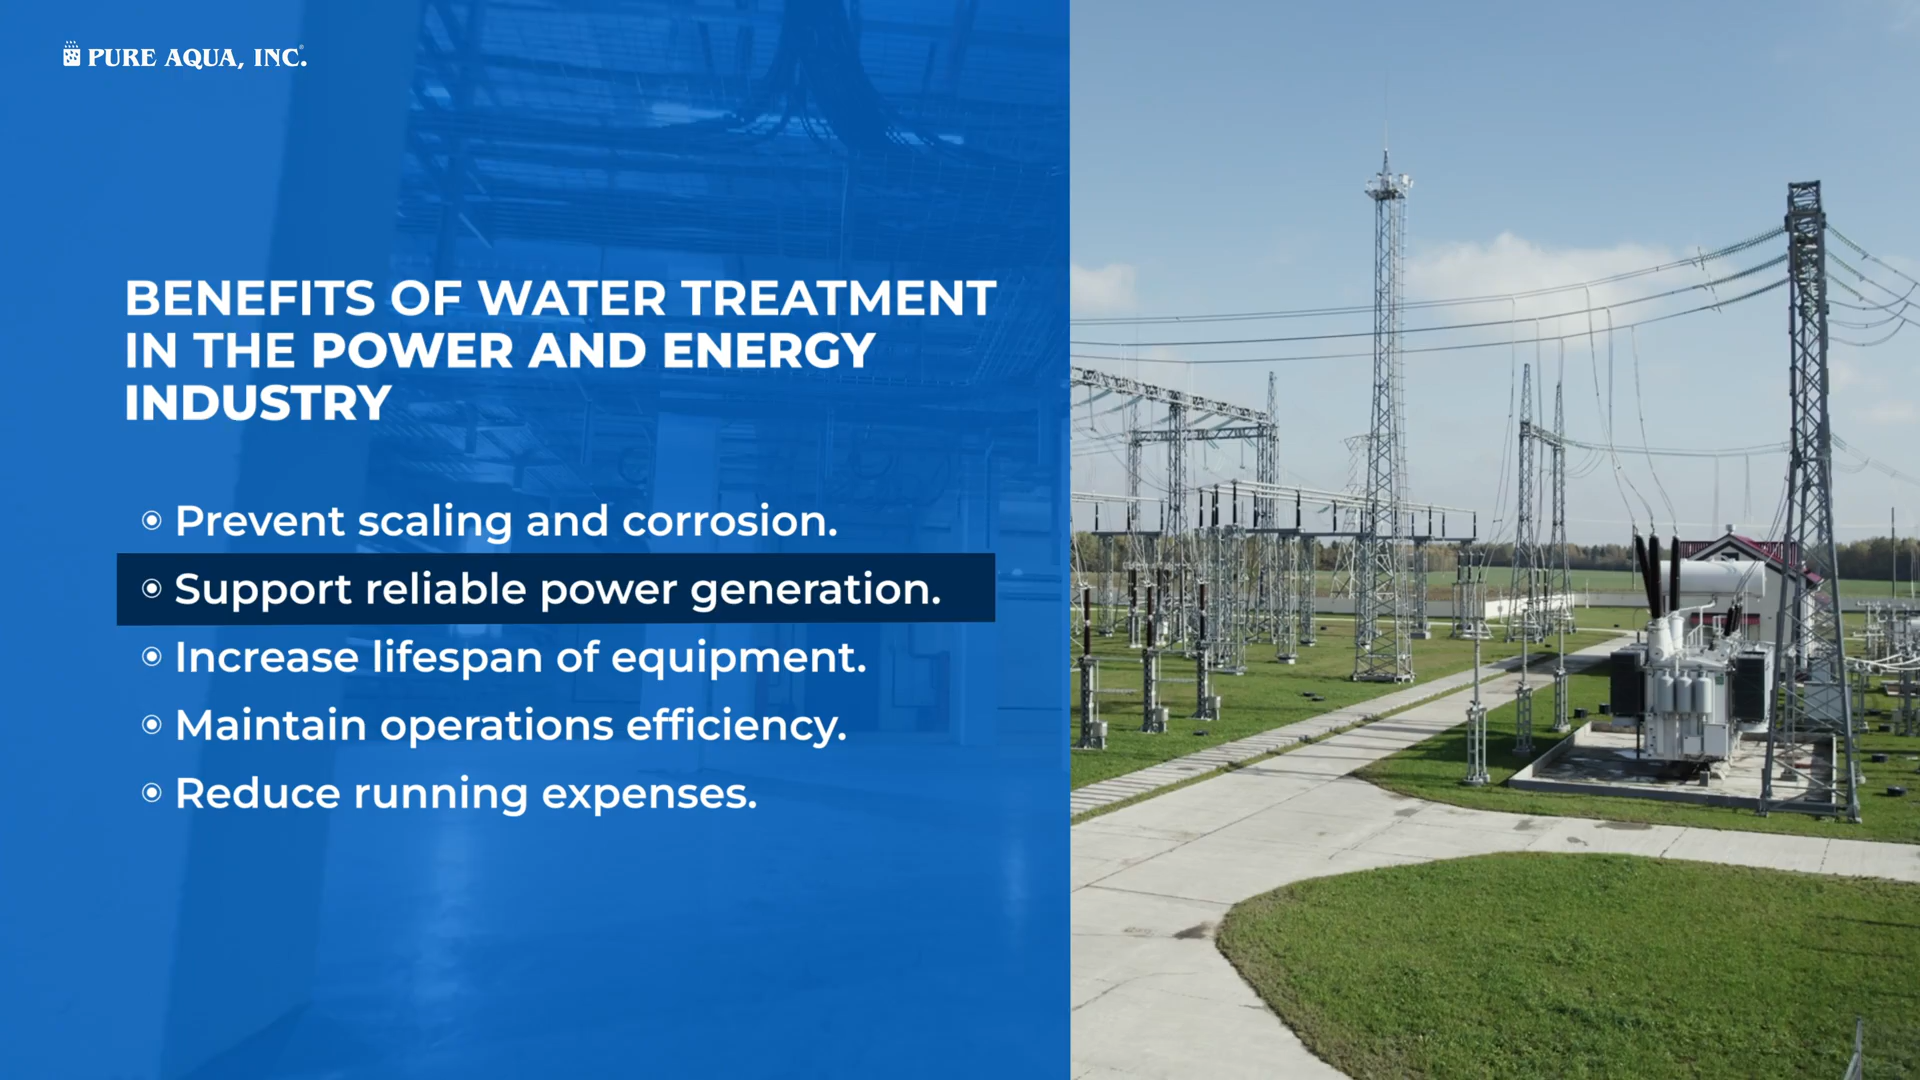 PURE AQUA, INC.
BENEFITS OF WATER TREATMENT
IN THE POWER AND ENERGY
INDUSTRY
Prevent scaling and corrosion.
Support reliable power generation.
Increase lifespan of equipment.
Maintain operations efficiency.
Reduce running expenses.